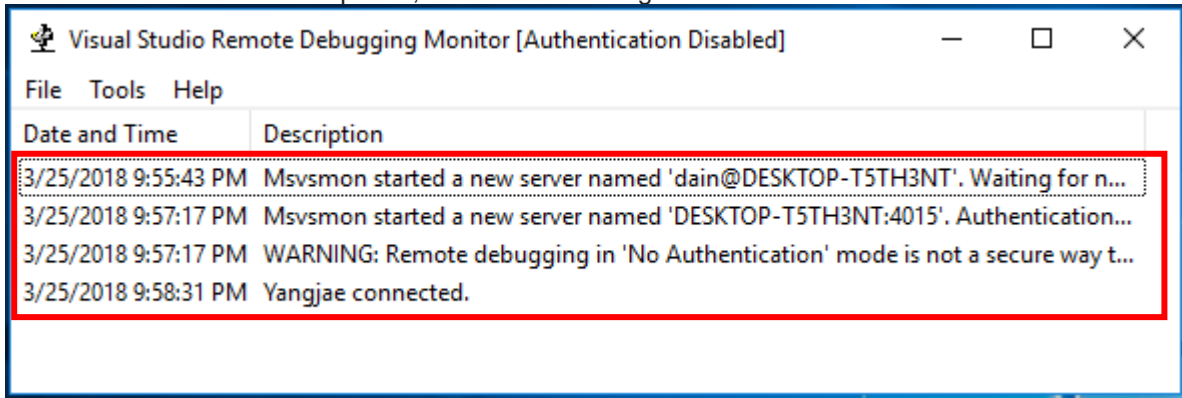 Visual Studio Remote Debugging Monitor [Authentication Disabled]
File Tools Help
Date and Time Description
3/25/2018 9:55:43 PM Msvsmon started a new server named 'dain@DESKTOP-T5TH3NT'. Waiting for n...
3/25/2018 9:57:17 PM Msvsmon started a new server named 'DESKTOP-T5TH3NT:4015'. Authentication...
3/25/2018 9:57:17 PM WARNING: Remote debugging in 'No Authentication' mode is not a secure way t...
3/25/2018 9:58:31 PM Yangjae connected.